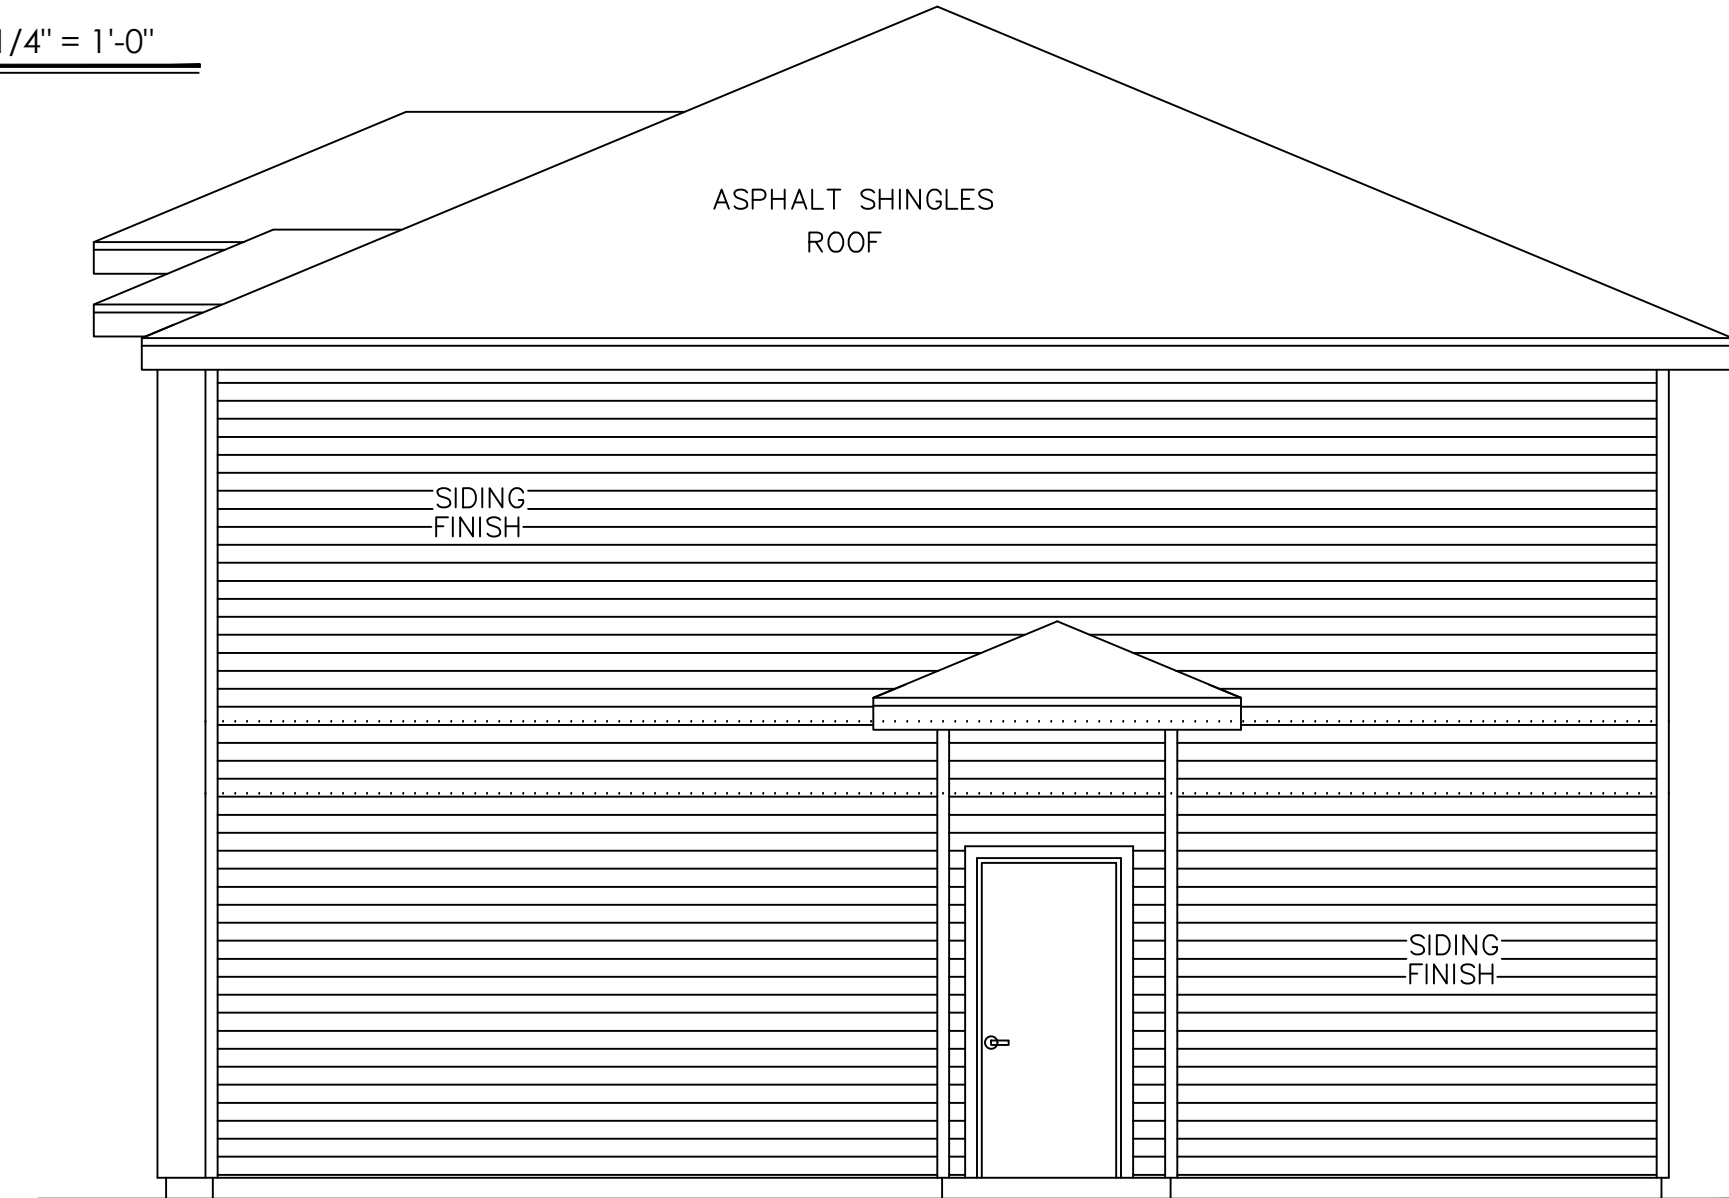 1/4" = 1'-0"
ASPHALT SHINGLES
ROOF
SIDING
FINISH
SIDING
FINISH